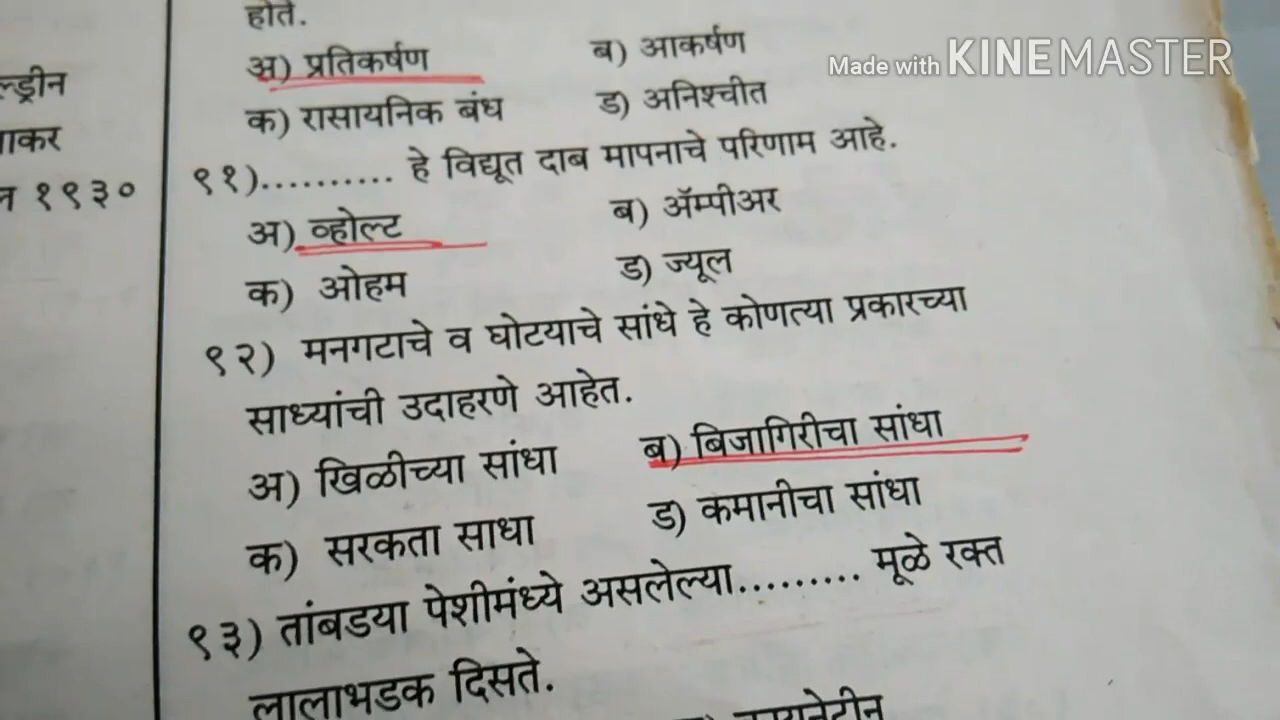 होते.
अ) प्रतिकर्षण ब) आकर्षण
Made with KINEMASTER
क) रासायनिक बंध ड) अनिश्चीत
ल्ड्रीन
ाकर
१९३०
९१).......... हे विद्यूत दाब मापनाचे परिणाम आहे.
अ) व्होल्ट ब) ॲम्पीअर
क) ओहम ड) ज्यूल
९२) मनगटाचे व घोटयाचे सांधे हे कोणत्या प्रकारच्या
साध्यांची उदाहरणे आहेत.
अ) खिळीच्या सांधा ब) बिजागिरीचा सांधा
क) सरकता साधा ड) कमानीचा सांधा
९३) तांबडया पेशीमंध्ये असलेल्या......... मूळे रक्त
लालाभडक दिसते.